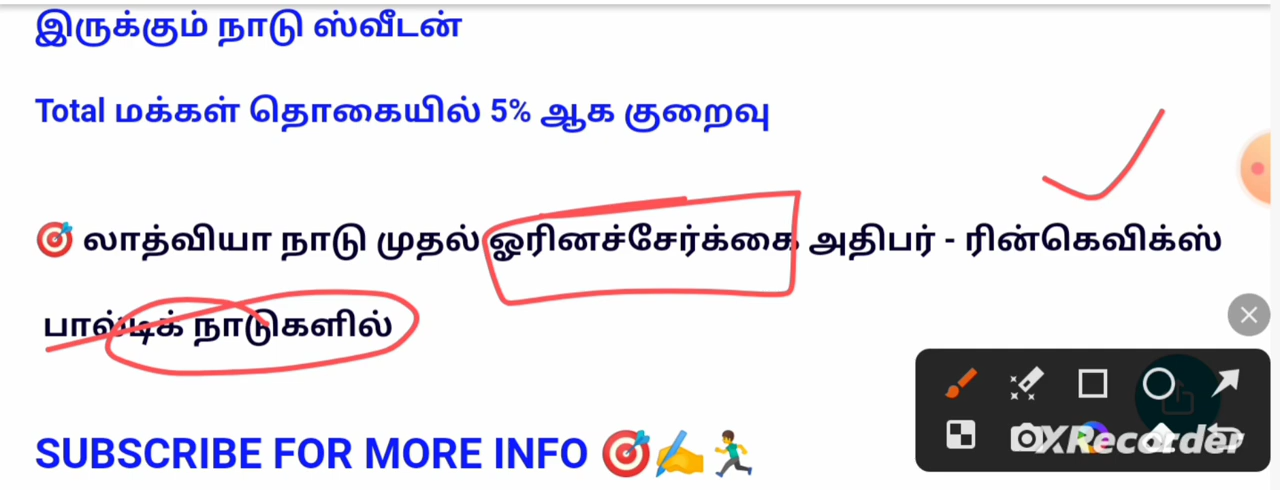 இருக்கும் நாடு ஸ்வீடன்
Total மக்கள் தொகையில் 5% ஆக குறைவு
🎯 லாத்வியா நாடு முதல் ஓரினச்சேர்க்கை அதிபர் - ரின்கெவிக்ஸ்
பால்டிக் நாடுகளில்
SUBSCRIBE FOR MORE INFO 🎯✍️🏃‍♂️
XRecorder